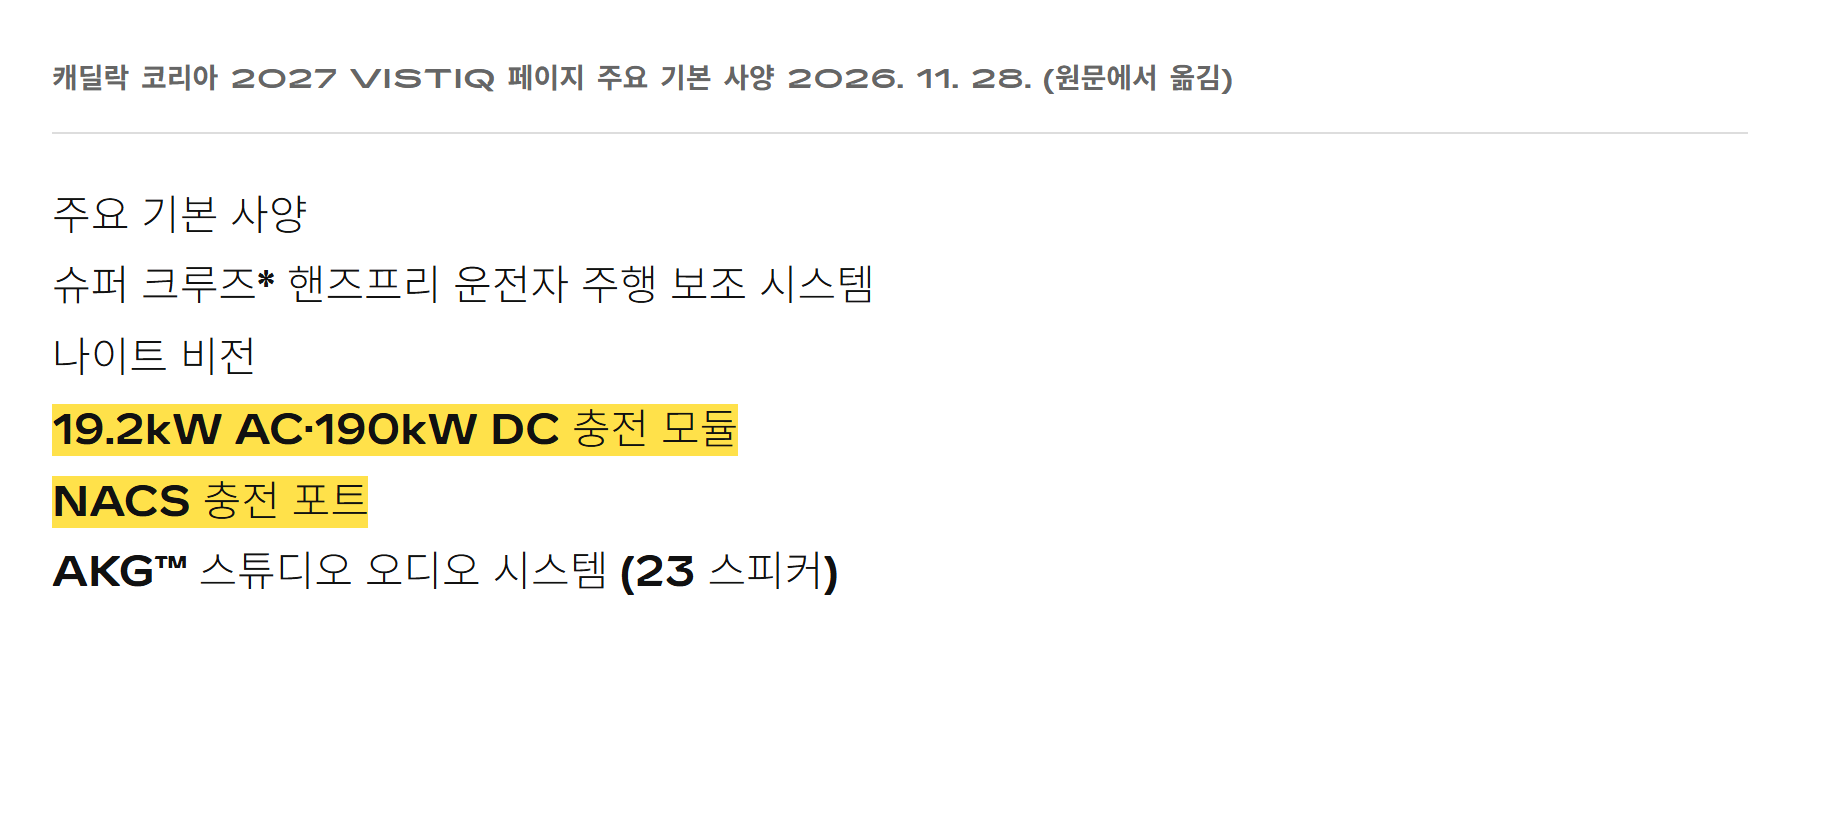 캐딜락 코리아 2027 VISTIQ 페이지 주요 기본 사양 2026. 11. 28. (원문에서 옮김)
주요 기본 사양
슈퍼 크루즈* 핸즈프리 운전자 주행 보조 시스템
나이트 비전
19.2kW AC·190kW DC 충전 모듈
NACS 충전 포트
AKG™ 스튜디오 오디오 시스템 (23 스피커)